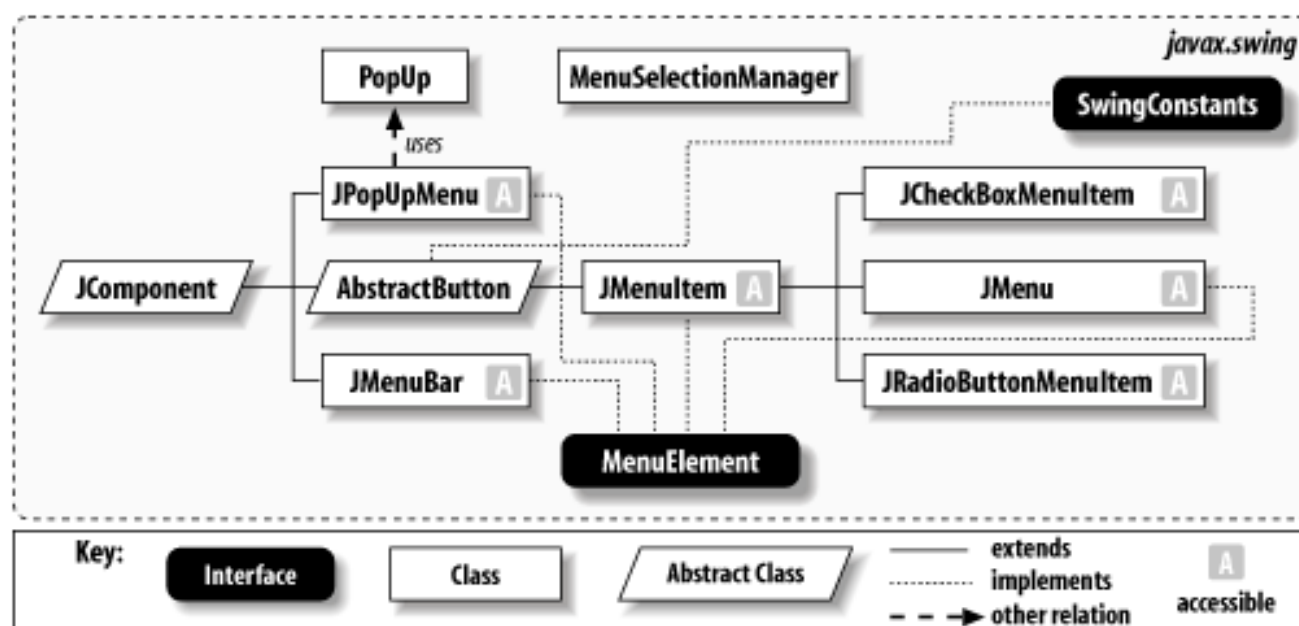 javax.swing
PopUp
MenuSelectionManager
SwingConstants
uses
JPopUpMenu A
JCheckBoxMenuItem A
JComponent
AbstractButton
JMenuItem A
JMenu A
JMenuBar A
JRadioButtonMenuItem A
MenuElement
Key:
Interface
Class
Abstract Class
extends
implements
other relation
A
accessible